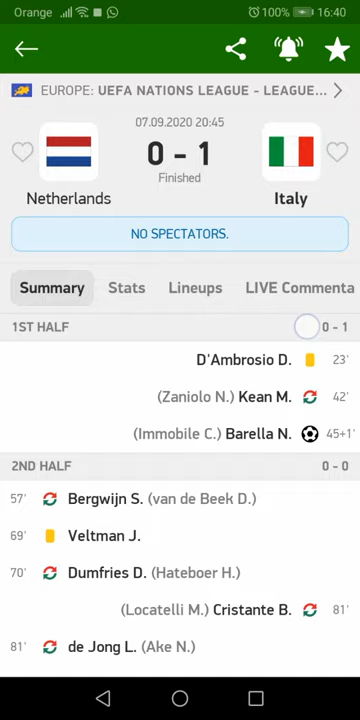 Orange 100% 16:40
EUROPE: UEFA NATIONS LEAGUE - LEAGUE...
07.09.2020 20:45
0 - 1
Finished
Netherlands Italy
NO SPECTATORS.
Summary Stats Lineups LIVE Commenta
1ST HALF 0 - 1
D'Ambrosio D. 23'
(Zaniolo N.) Kean M. 42'
(Immobile C.) Barella N. 45+1'
2ND HALF 0 - 0
57' Bergwijn S. (van de Beek D.)
69' Veltman J.
70' Dumfries D. (Hateboer H.)
(Locatelli M.) Cristante B. 81'
81' de Jong L. (Ake N.)